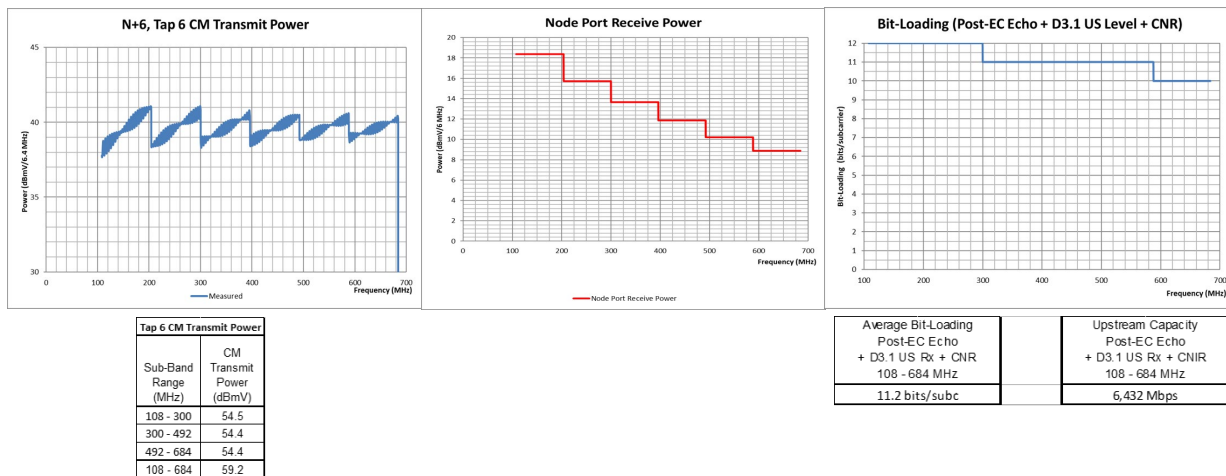 N+6, Tap 6 CM Transmit Power
45
40
35
30
Power (dBmV/6.4 MHz)
0
100
200
300
400
500
600
700
Frequency (MHz)
Measured
Node Port Receive Power
20
18
16
14
12
10
8
6
4
2
0
Power (dBmV/6 MHz)
0
100
200
300
400
500
600
700
Frequency (MHz)
Node Port Receive Power
Bit-Loading (Post-EC Echo + D3.1 US Level + CNR)
12
11
10
9
8
7
6
5
4
3
2
1
0
Bit-Loading (bits/subcarrier)
100
200
300
400
500
600
700
Frequency (MHz)
Tap 6 CM Transmit Power
Sub-Band
Range
(MHz)
CM
Transmit
Power
(dBmV)
108 - 300 54.5
300 - 492 54.4
492 - 684 54.4
108 - 684 59.2
Average Bit-Loading
Post-EC Echo
+ D3.1 US Rx + CNR
108 - 684 MHz
11.2 bits/subc
Upstream Capacity
Post-EC Echo
+ D3.1 US Rx + CNIR
108 - 684 MHz
6,432 Mbps